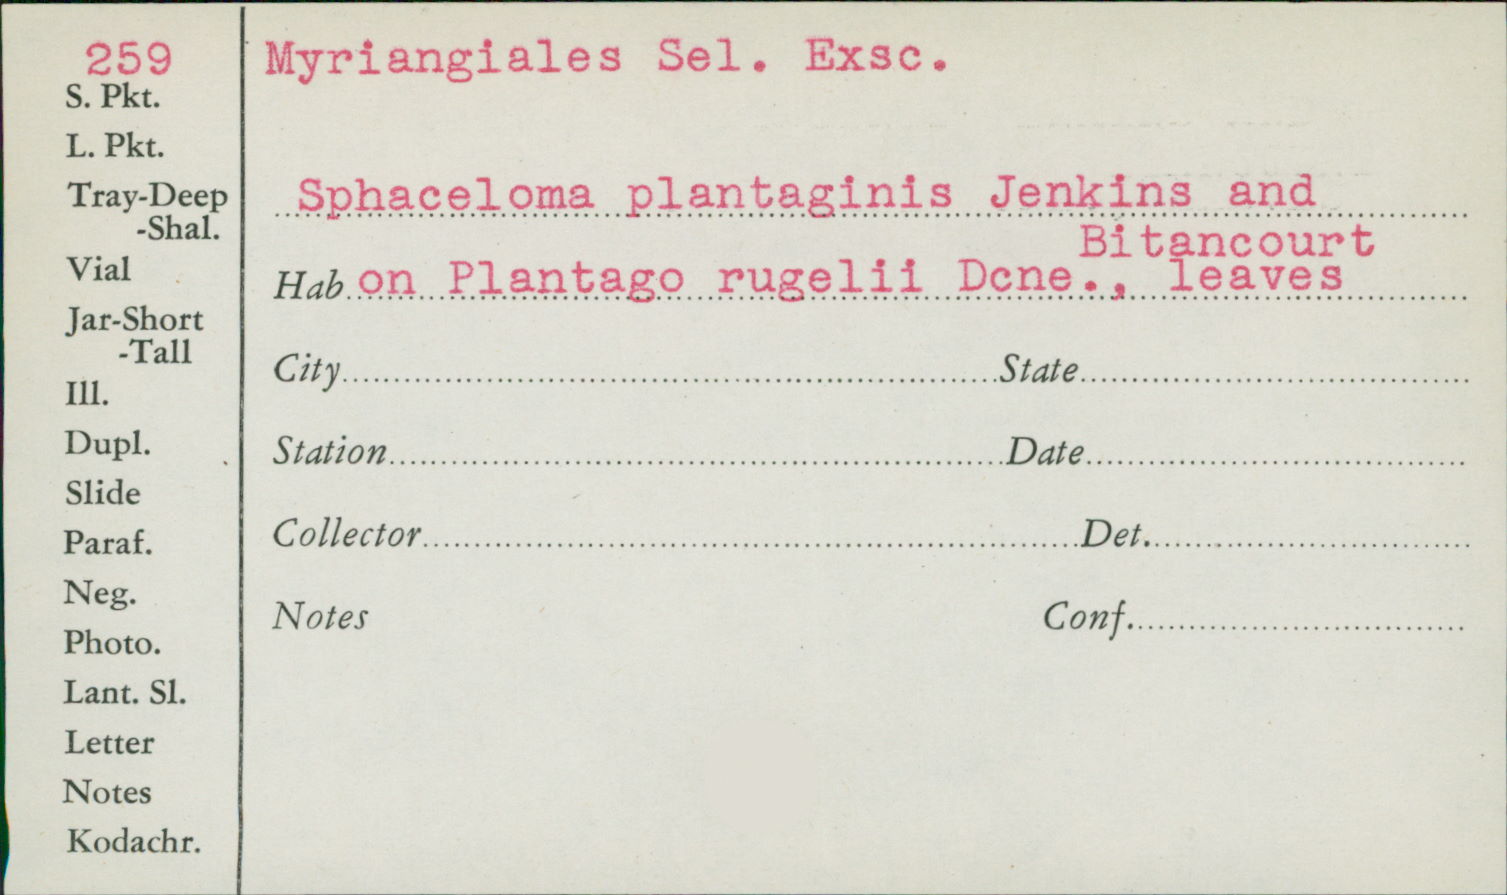 259
S. Pkt.
L. Pkt.
Tray-Deep
-Shal.
Vial
Jar-Short
-Tall
Ill.
Dupl.
Slide
Paraf.
Neg.
Photo.
Lant. Sl.
Letter
Notes
Kodachr.
Myriangiales Sel. Exsc.
Sphaceloma plantaginis Jenkins and
Bitancourt
Hab. on Plantago rugelii Dcne., leaves
City State
Station Date
Collector Det.
Notes Conf.